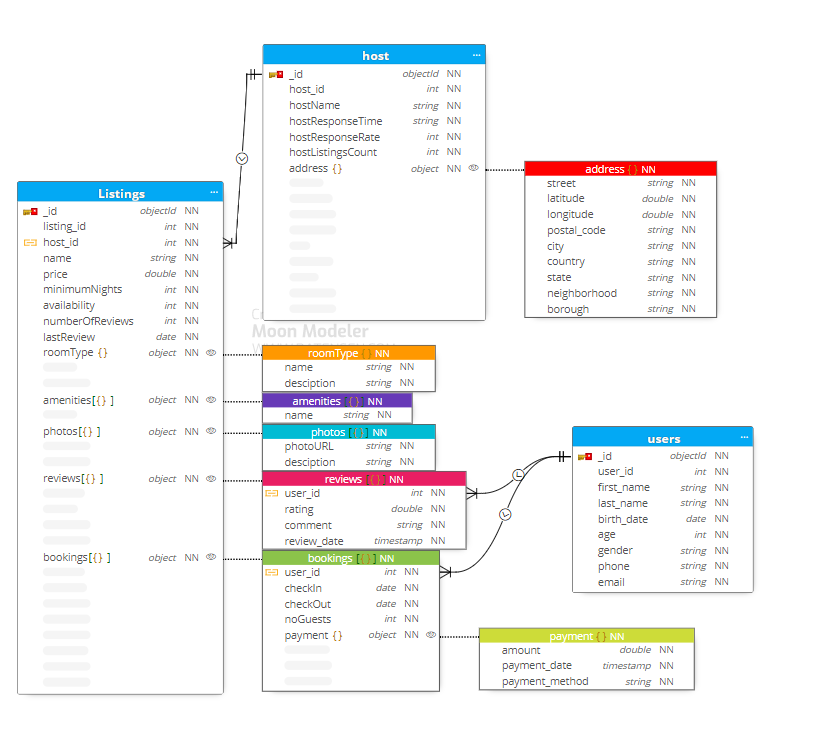 host ...
_id objectId NN
host_id int NN
hostName string NN
hostResponseTime string NN
hostResponseRate int NN
hostListingsCount int NN
address {} object NN
address {} NN
street string NN
latitude double NN
longitude double NN
postal_code string NN
city string NN
country string NN
state string NN
neighborhood string NN
borough string NN
Listings ...
_id objectId NN
listing_id int NN
host_id int NN
name string NN
price double NN
minimumNights int NN
availability int NN
numberOfReviews int NN
lastReview date NN
roomType {} object NN
amenities[{} ] object NN
photos[{} ] object NN
reviews[{} ] object NN
bookings[{} ] object NN
Moon Modeler
roomType {} NN
name string NN
desciption string NN
amenities [{}] NN
name string NN
photos [{}] NN
photoURL string NN
desciption string NN
reviews [{}] NN
user_id int NN
rating double NN
comment string NN
review_date timestamp NN
bookings [{}] NN
user_id int NN
checkIn date NN
checkOut date NN
noGuests int NN
payment {} object NN
users ...
_id objectId NN
user_id int NN
first_name string NN
last_name string NN
birth_date date NN
age int NN
gender string NN
phone string NN
email string NN
payment {} NN
amount double NN
payment_date timestamp NN
payment_method string NN